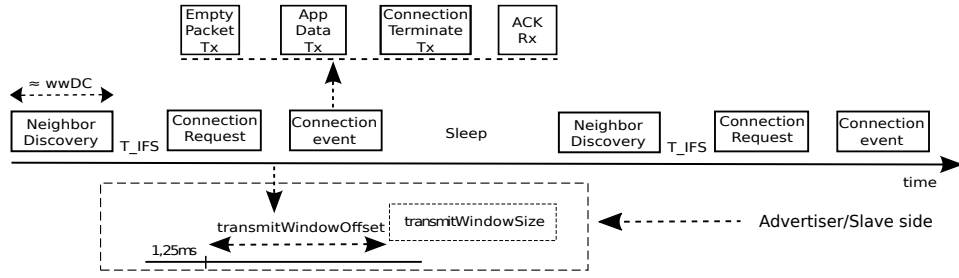 Empty
Packet
Tx
App
Data
Tx
Connection
Terminate
Tx
ACK
Rx
≈ wwDC
Neighbor
Discovery
T_IFS
Connection
Request
Connection
event
Sleep
Neighbor
Discovery
T_IFS
Connection
Request
Connection
event
time
transmitWindowOffset
transmitWindowSize
1,25ms
Advertiser/Slave side